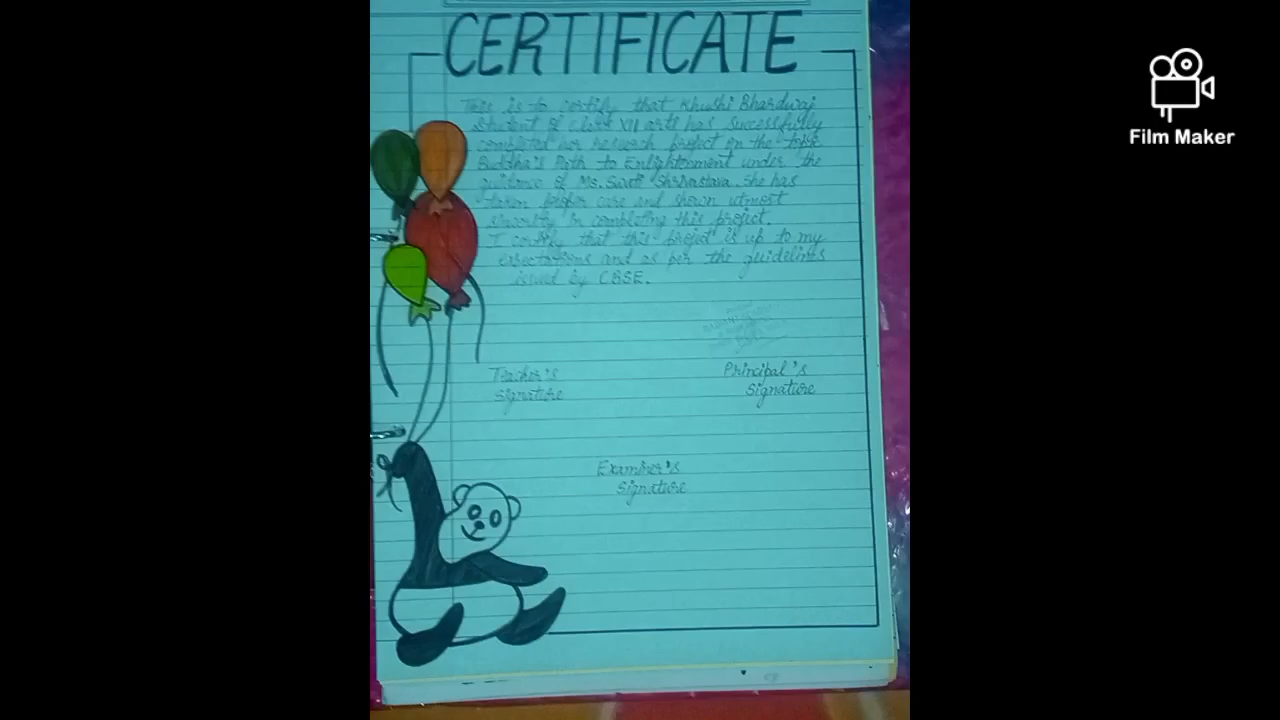 CERTIFICATE
This is to certify that Khushi Bhardwaj
Student of class XII arts has successfully
completed her research project on the topic
Buddha's Path to Enlightenment under the
guidance of Ms. Swati Shrivastava. She has
taken proper care and shown utmost
sincerity in completing this project.
I certify that this project is up to my
expectations and as per the guidelines
issued by CBSE.
Teacher's
Signature
Principal's
Signature
Examiner's
Signature
Film Maker